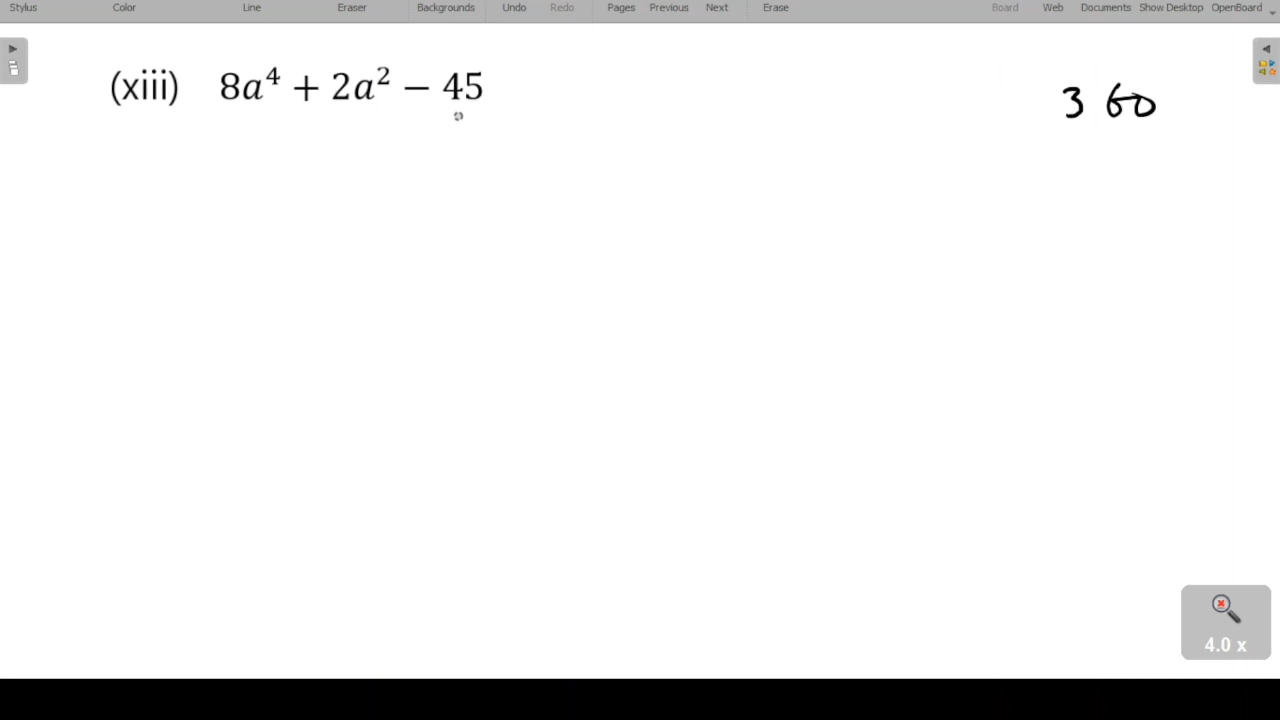 Stylus Color Line Eraser Backgrounds Undo Redo Pages Previous Next Erase Board Web Documents Show Desktop OpenBoard
(xiii) 8a⁴ + 2a² − 45
3 60
4.0 x